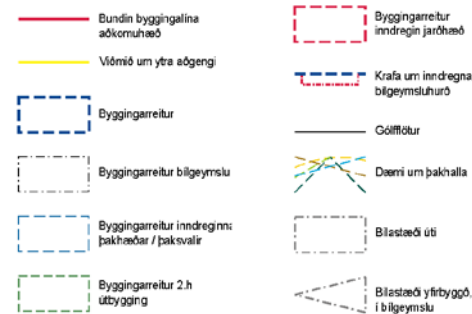 Bundin byggingalína
aðkomuhæð
Viðmið um ytra aðgengi
Byggingarreitur
Byggingarreitur bílgeymslu
Byggingarreitur inndreginna
þakhæðar / þaksvalir
Byggingarreitur 2.h
útbygging
Byggingarreitur
inndregin jarðhæð
Krafa um inndregna
bílgeymsluhurð
Gólfflötur
Dæmi um þakhalla
Bílastæði úti
Bílastæði yfirbyggð,
í bílgeymslu